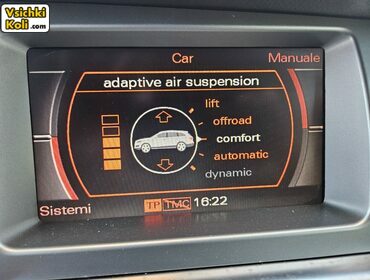 Vsichki
Koli.com
Car
Manuale
adaptive air suspension
lift
offroad
comfort
automatic
dynamic
Sistemi
TP TMC 16:22